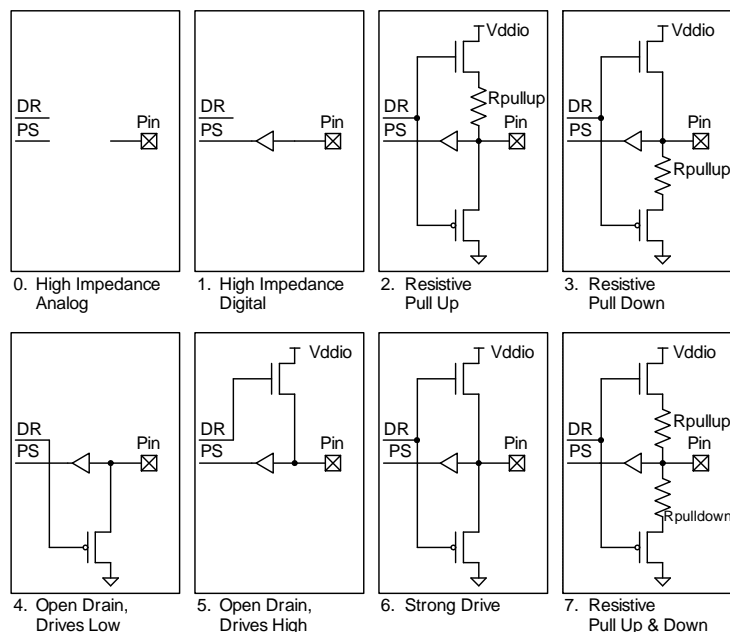 DR
PS
Pin
0. High Impedance
Analog
Pin
DR
PS
1. High Impedance
Digital
Vddio
Rpullup
DR
PS
Pin
2. Resistive
Pull Up
Vddio
DR
PS
Pin
Rpullup
3. Resistive
Pull Down
DR
PS
Pin
4. Open Drain,
Drives Low
Vddio
DR
PS
Pin
5. Open Drain,
Drives High
Vddio
DR
PS
Pin
6. Strong Drive
Vddio
Rpullup
DR
PS
Pin
Rpulldown
7. Resistive
Pull Up & Down